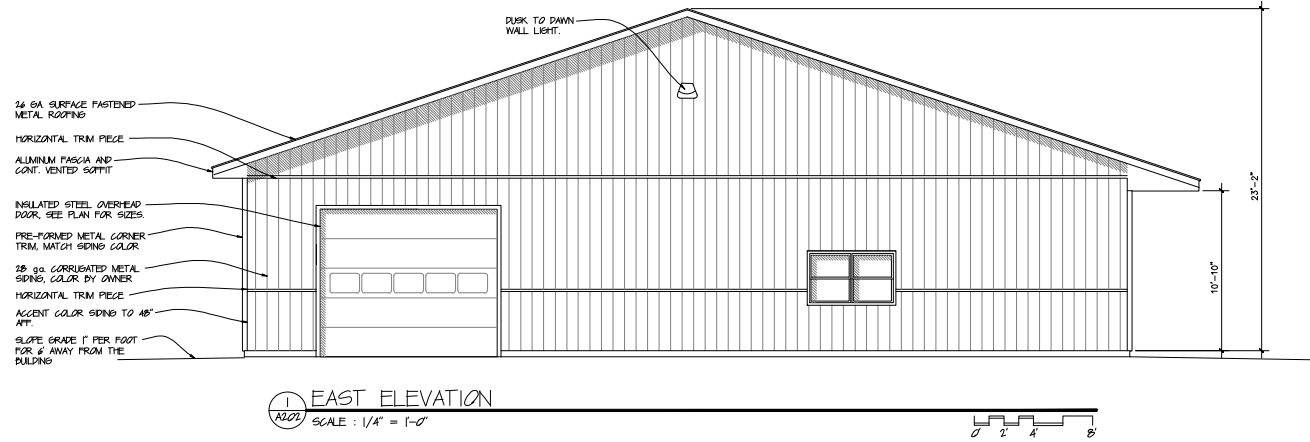 DUSK TO DAWN
WALL LIGHT.
26 GA. SURFACE FASTENED
METAL ROOFING
HORIZONTAL TRIM PIECE
ALUMINUM FASCIA AND
CONT. VENTED SOFFIT
INSULATED STEEL OVERHEAD
DOOR, SEE PLAN FOR SIZES.
PRE-FORMED METAL CORNER
TRIM, MATCH SIDING COLOR
28 ga. CORRUGATED METAL
SIDING, COLOR BY OWNER
HORIZONTAL TRIM PIECE
ACCENT COLOR SIDING TO 48"
AFF.
SLOPE GRADE 1" PER FOOT
FOR 6' AWAY FROM THE
BUILDING
23'-2"
10'-10"
1
A202
EAST ELEVATION
SCALE : 1/4" = 1'-0"
0' 2' 4' 8'